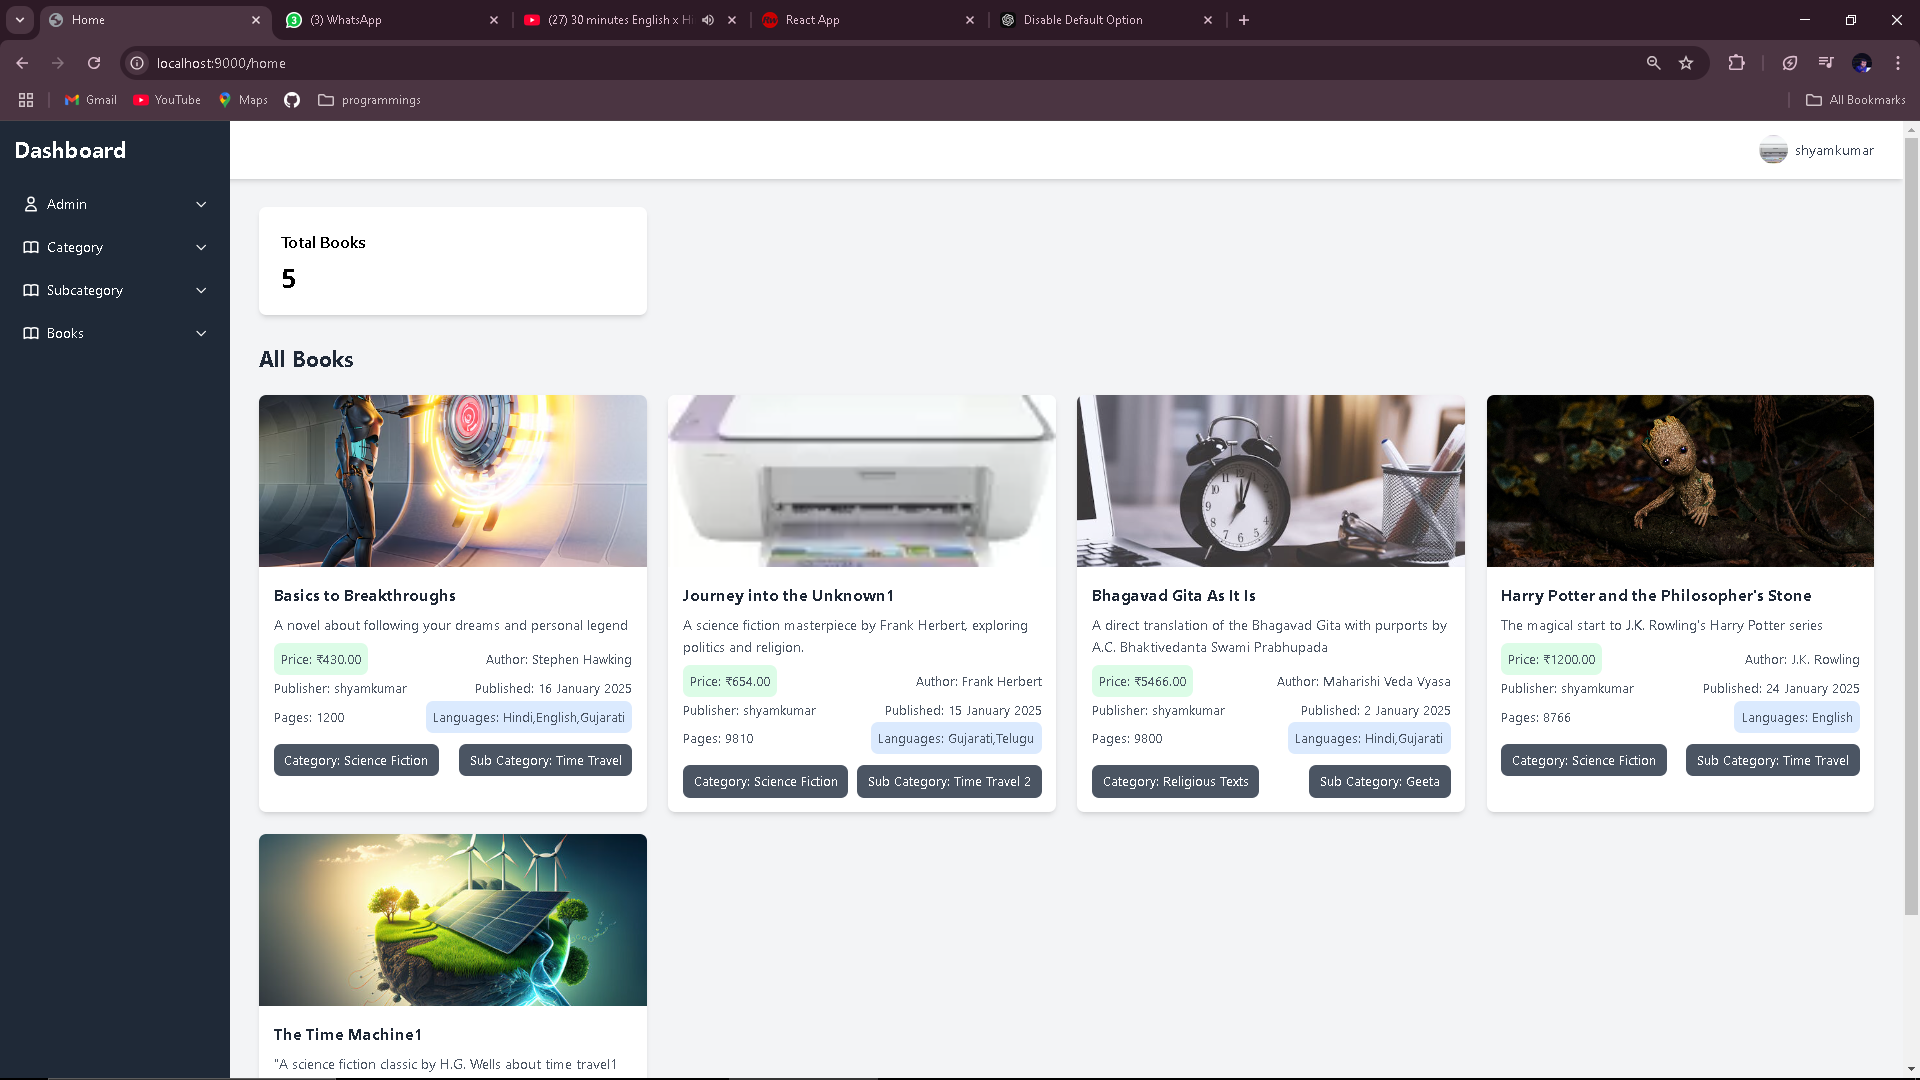 Home
(3) WhatsApp
(27) 30 minutes English x Hi
React App
Disable Default Option
localhost:9000/home
Gmail
YouTube
Maps
programmings
All Bookmarks
Dashboard
shyamkumar
Admin
Category
Subcategory
Books
Total Books
5
All Books
Basics to Breakthroughs
A novel about following your dreams and personal legend
Price: ₹430.00
Author: Stephen Hawking
Publisher: shyamkumar
Published: 16 January 2025
Pages: 1200
Languages: Hindi,English,Gujarati
Category: Science Fiction
Sub Category: Time Travel
Journey into the Unknown1
A science fiction masterpiece by Frank Herbert, exploring
politics and religion.
Price: ₹654.00
Author: Frank Herbert
Publisher: shyamkumar
Published: 15 January 2025
Pages: 9810
Languages: Gujarati,Telugu
Category: Science Fiction
Sub Category: Time Travel 2
Bhagavad Gita As It Is
A direct translation of the Bhagavad Gita with purports by
A.C. Bhaktivedanta Swami Prabhupada
Price: ₹5466.00
Author: Maharishi Veda Vyasa
Publisher: shyamkumar
Published: 2 January 2025
Pages: 9800
Languages: Hindi,Gujarati
Category: Religious Texts
Sub Category: Geeta
Harry Potter and the Philosopher's Stone
The magical start to J.K. Rowling's Harry Potter series
Price: ₹1200.00
Author: J.K. Rowling
Publisher: shyamkumar
Published: 24 January 2025
Pages: 8766
Languages: English
Category: Science Fiction
Sub Category: Time Travel
The Time Machine1
"A science fiction classic by H.G. Wells about time travel1